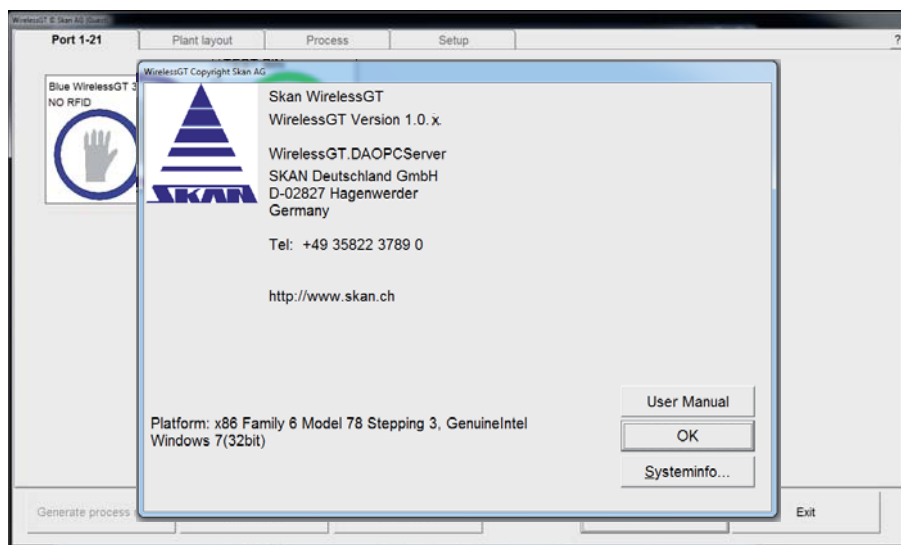 WirelessGT © Skan AG (Guest)
Port 1-21
Plant layout
Process
Setup
?
WirelessGT Copyright Skan AG
Blue WirelessGT 3
NO RFID
SKAN
Skan WirelessGT
WirelessGT Version 1.0.x.
WirelessGT.DAOPCServer
SKAN Deutschland GmbH
D-02827 Hagenwerder
Germany
Tel: +49 35822 3789 0
http://www.skan.ch
Platform: x86 Family 6 Model 78 Stepping 3, GenuineIntel
Windows 7(32bit)
User Manual
OK
Systeminfo...
Generate process
Exit